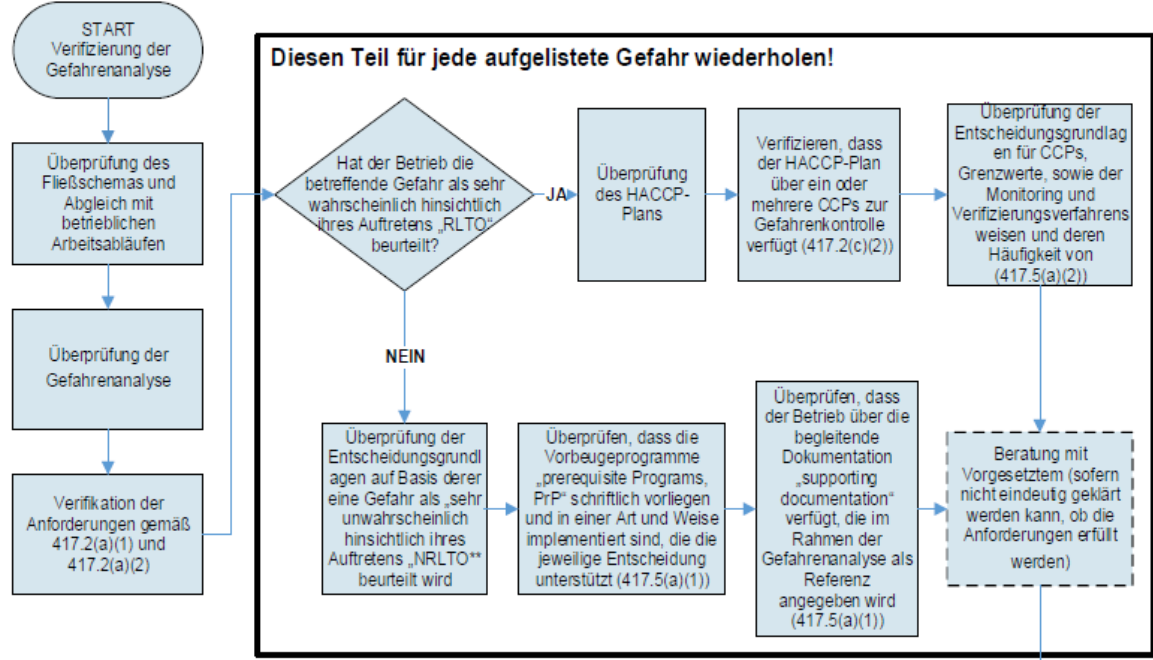 START
Verifizierung der
Gefahrenanalyse
Überprüfung des
Fließschemas und
Abgleich mit
betrieblichen
Arbeitsabläufen
Überprüfung der
Gefahrenanalyse
Verifikation der
Anforderungen gemäß
417.2(a)(1) und
417.2(a)(2)
Diesen Teil für jede aufgelistete Gefahr wiederholen!
Hat der Betrieb die
betreffende Gefahr als sehr
wahrscheinlich hinsichtlich
ihres Auftretens „RLTO“
beurteilt?
JA
Überprüfung
des HACCP-
Plans
Verifizieren, dass
der HACCP-Plan
über ein oder
mehrere CCPs zur
Gefahrenkontrolle
verfügt (417.2(c)(2))
Überprüfung der
Entscheidungsgrundlag
en für CCPs,
Grenzwerte, sowie der
Monitoring und
Verifizierungsverfahrens
weisen und deren
Häufigkeit von
(417.5(a)(2))
NEIN
Überprüfung der
Entscheidungsgrundl
agen auf Basis derer
eine Gefahr als „sehr
unwahrscheinlich
hinsichtlich ihres
Auftretens „NRLTO**
beurteilt wird
Überprüfen, dass die
Vorbeugeprogramme
„prerequisite Programs,
PrP“ schriftlich vorliegen
und in einer Art und Weise
implementiert sind, die die
jeweilige Entscheidung
unterstützt (417.5(a)(1))
Überprüfen, dass
der Betrieb über die
begleitende
Dokumentation
„supporting
documentation“
verfügt, die im
Rahmen der
Gefahrenanalyse als
Referenz
angegeben wird
(417.5(a)(1))
Beratung mit
Vorgesetztem (sofern
nicht eindeutig geklärt
werden kann, ob die
Anforderungen erfüllt
werden)